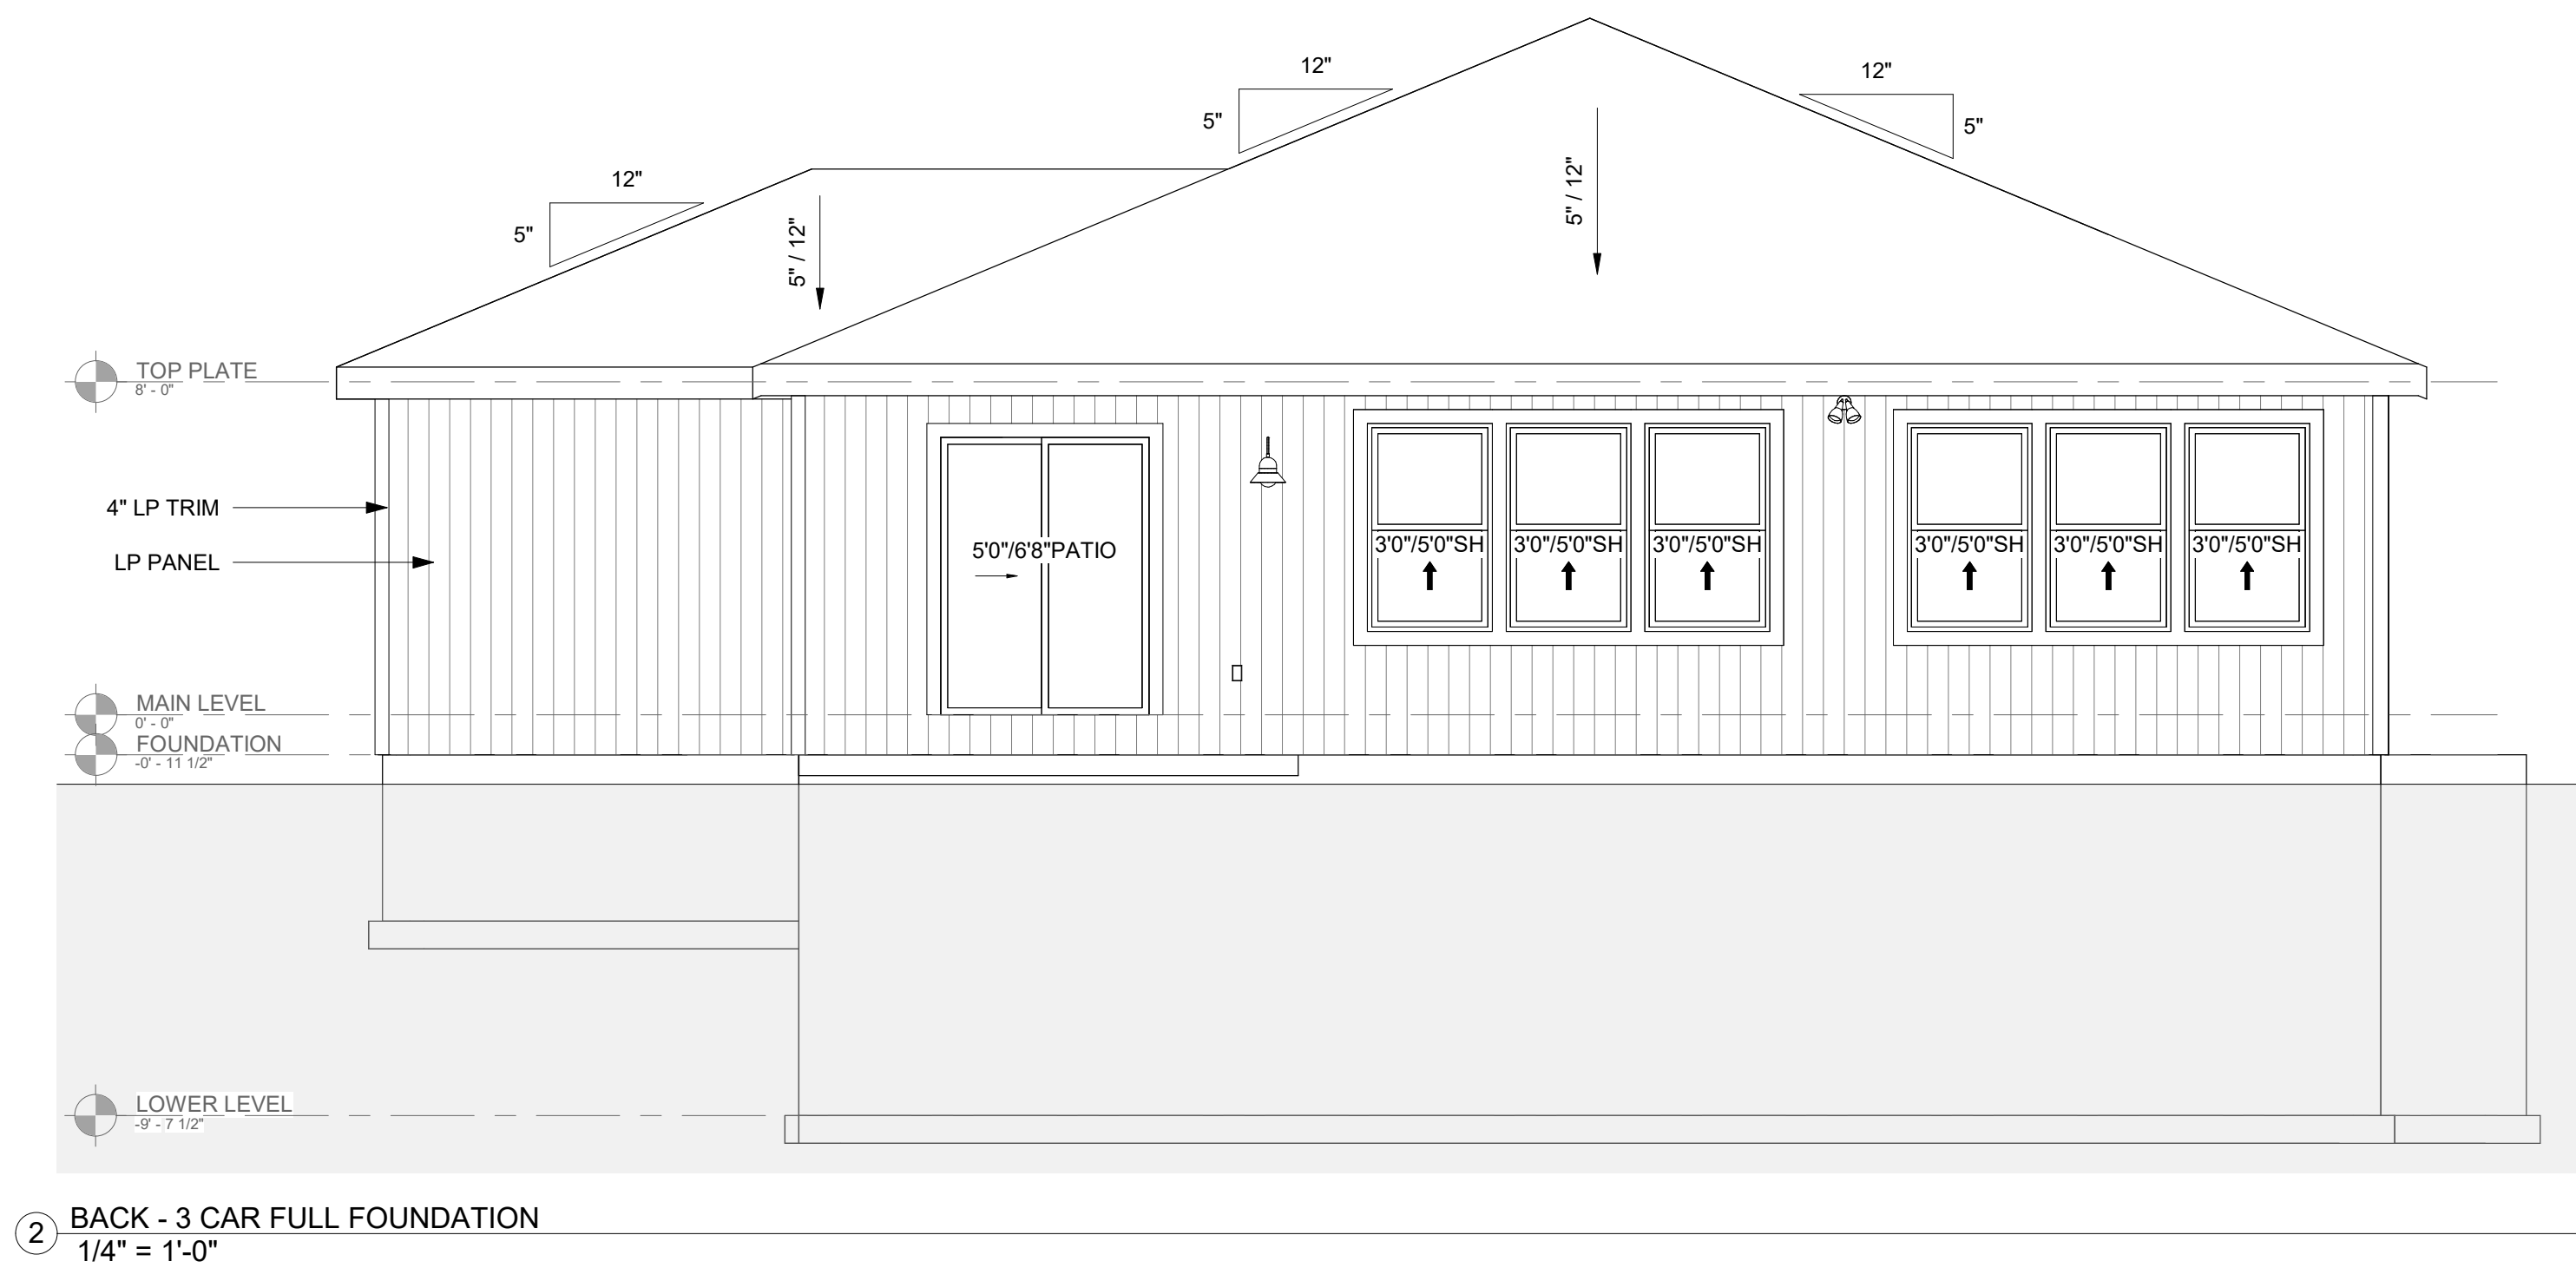 12"
12"
5"
5"
12"
5"
5" / 12"
5" / 12"
TOP PLATE
8' - 0"
4" LP TRIM
LP PANEL
5'0"/6'8"PATIO
3'0"/5'0"SH
3'0"/5'0"SH
3'0"/5'0"SH
3'0"/5'0"SH
3'0"/5'0"SH
3'0"/5'0"SH
MAIN LEVEL
0' - 0"
FOUNDATION
-0' - 11 1/2"
LOWER LEVEL
-9' - 7 1/2"
2
BACK - 3 CAR FULL FOUNDATION
1/4" = 1'-0"